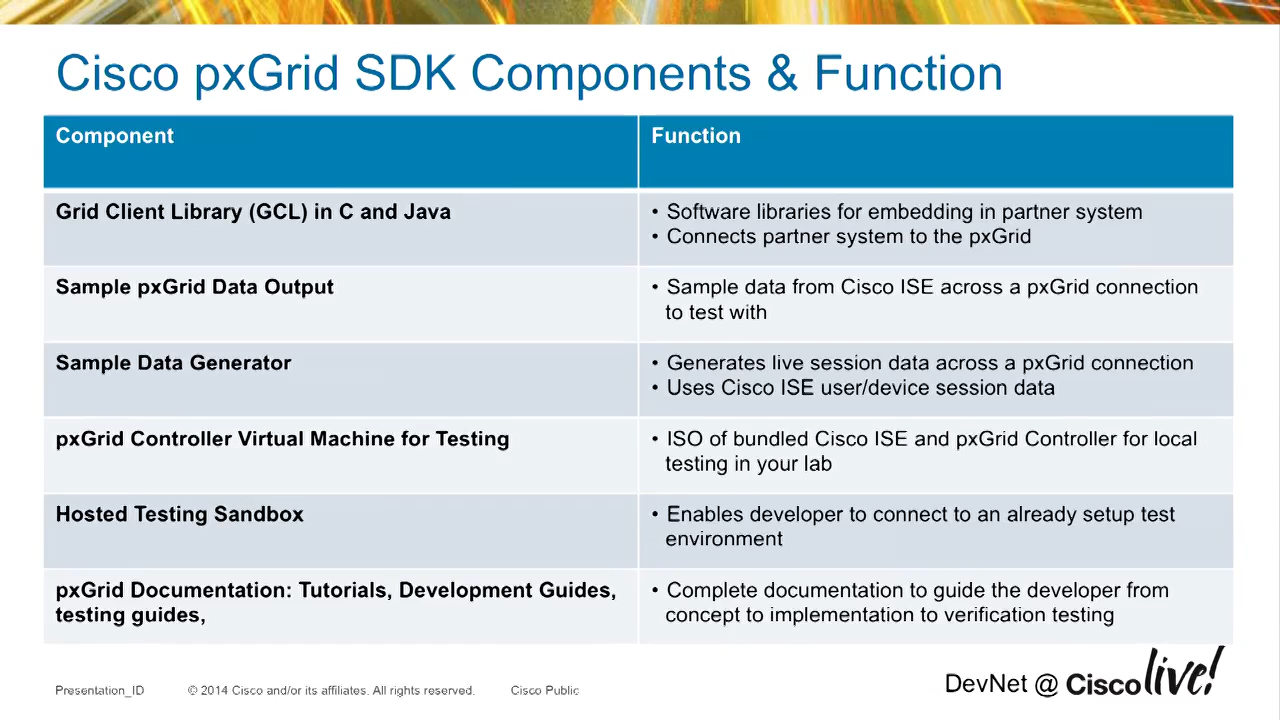 Cisco pxGrid SDK Components & Function
Component
Function
Grid Client Library (GCL) in C and Java
• Software libraries for embedding in partner system
• Connects partner system to the pxGrid
Sample pxGrid Data Output
• Sample data from Cisco ISE across a pxGrid connection
to test with
Sample Data Generator
• Generates live session data across a pxGrid connection
• Uses Cisco ISE user/device session data
pxGrid Controller Virtual Machine for Testing
• ISO of bundled Cisco ISE and pxGrid Controller for local
testing in your lab
Hosted Testing Sandbox
• Enables developer to connect to an already setup test
environment
pxGrid Documentation: Tutorials, Development Guides,
testing guides,
• Complete documentation to guide the developer from
concept to implementation to verification testing
Presentation_ID
© 2014 Cisco and/or its affiliates. All rights reserved.
Cisco Public
DevNet @ Cisco live!